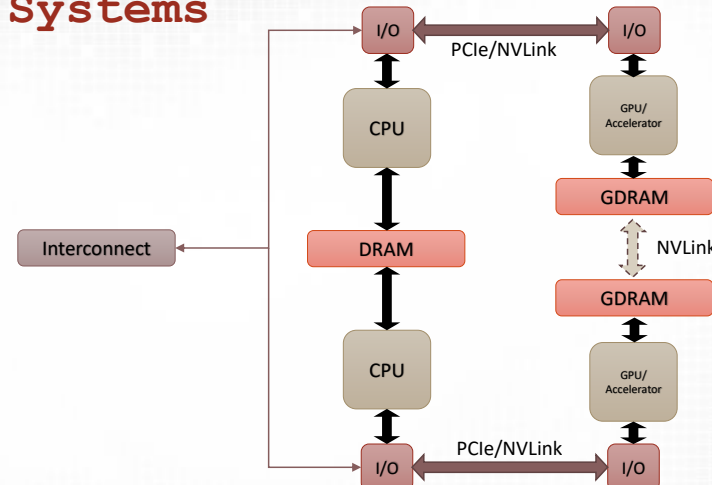 Systems
I/O
PCIe/NVLink
I/O
CPU
GPU/
Accelerator
GDRAM
Interconnect
DRAM
NVLink
GDRAM
CPU
GPU/
Accelerator
I/O
PCIe/NVLink
I/O